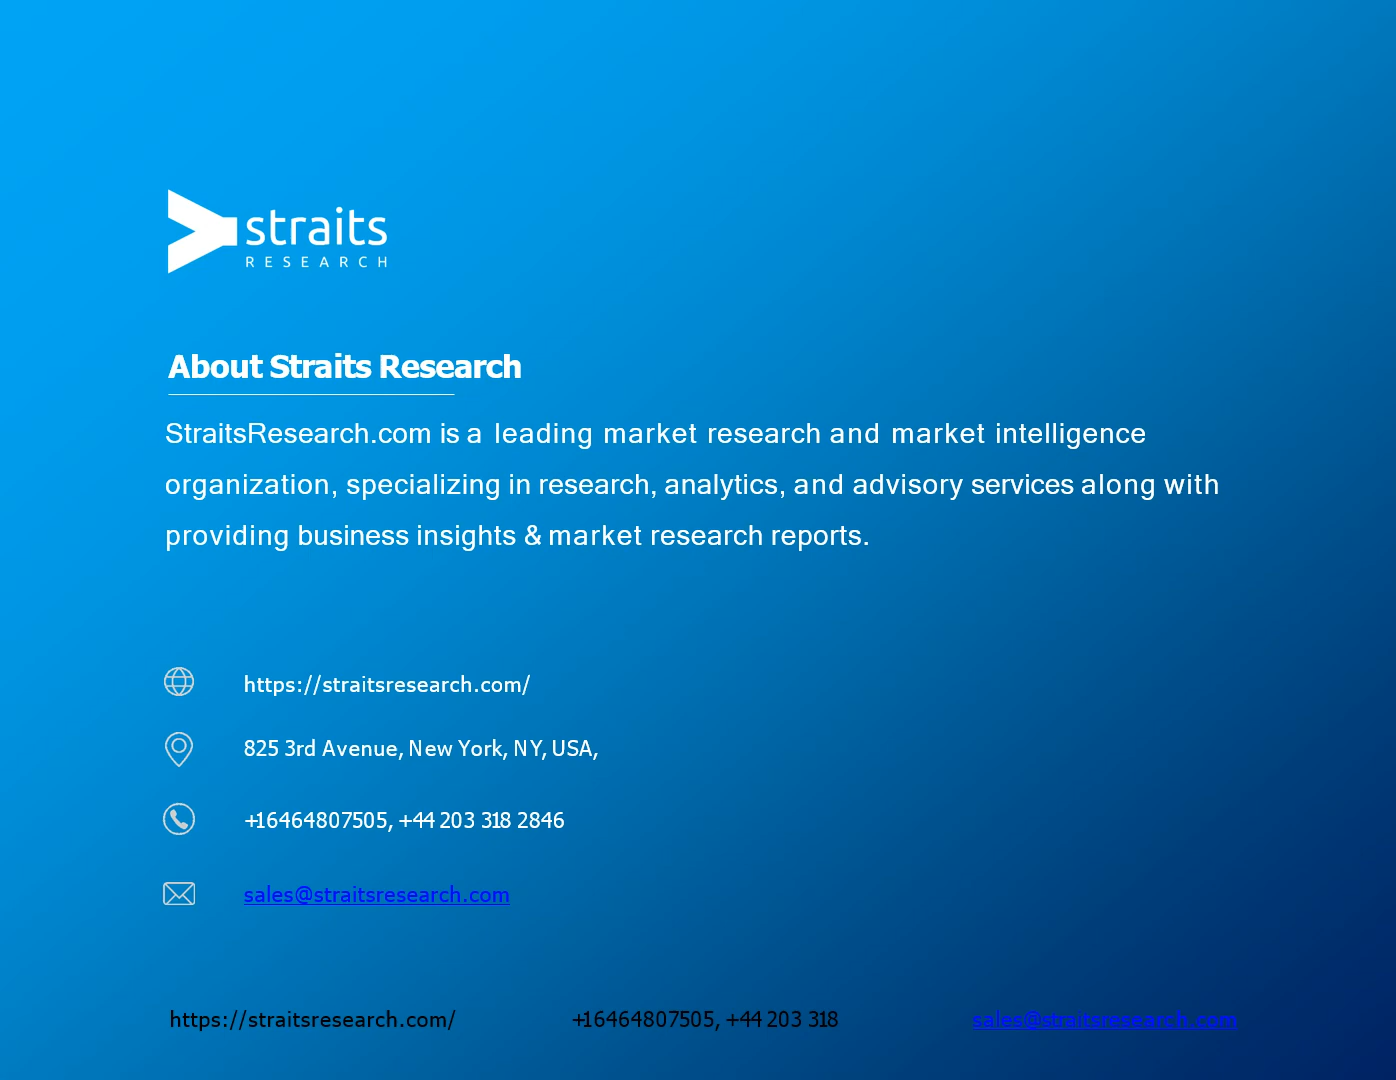 straits
RESEARCH
About Straits Research
StraitsResearch.com is a leading market research and market intelligence
organization, specializing in research, analytics, and advisory services along with
providing business insights & market research reports.
https://straitsresearch.com/
825 3rd Avenue, New York, NY, USA,
+16464807505, +44 203 318 2846
sales@straitsresearch.com
https://straitsresearch.com/ +16464807505, +44 203 318 sales@straitsresearch.com